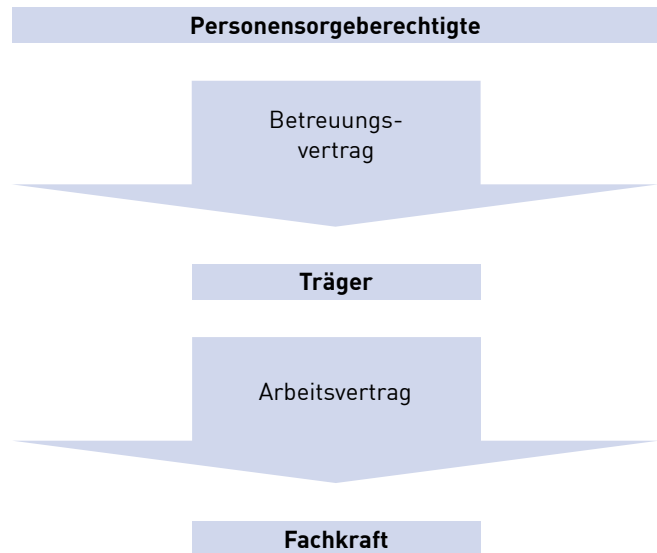 Personensorgeberechtigte
Betreuungs-
vertrag
Träger
Arbeitsvertrag
Fachkraft